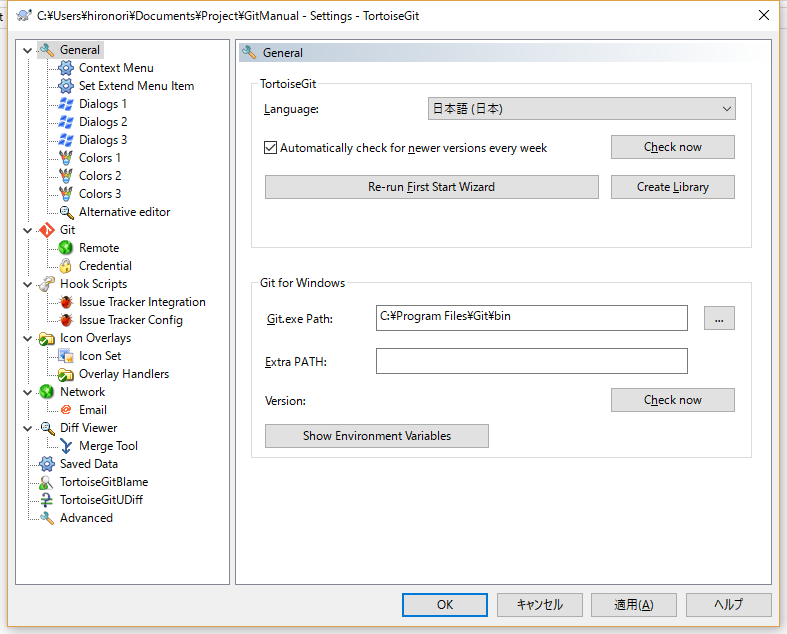 C:¥Users¥hironori¥Documents¥Project¥GitManual - Settings - TortoiseGit
General
Context Menu
Set Extend Menu Item
Dialogs 1
Dialogs 2
Dialogs 3
Colors 1
Colors 2
Colors 3
Alternative editor
Git
Remote
Credential
Hook Scripts
Issue Tracker Integration
Issue Tracker Config
Icon Overlays
Icon Set
Overlay Handlers
Network
Email
Diff Viewer
Merge Tool
Saved Data
TortoiseGitBlame
TortoiseGitUDiff
Advanced
General
TortoiseGit
Language: 日本語 (日本)
Automatically check for newer versions every week Check now
Re-run First Start Wizard Create Library
Git for Windows
Git.exe Path: C:¥Program Files¥Git¥bin ...
Extra PATH:
Version: Check now
Show Environment Variables
OK キャンセル 適用(A) ヘルプ